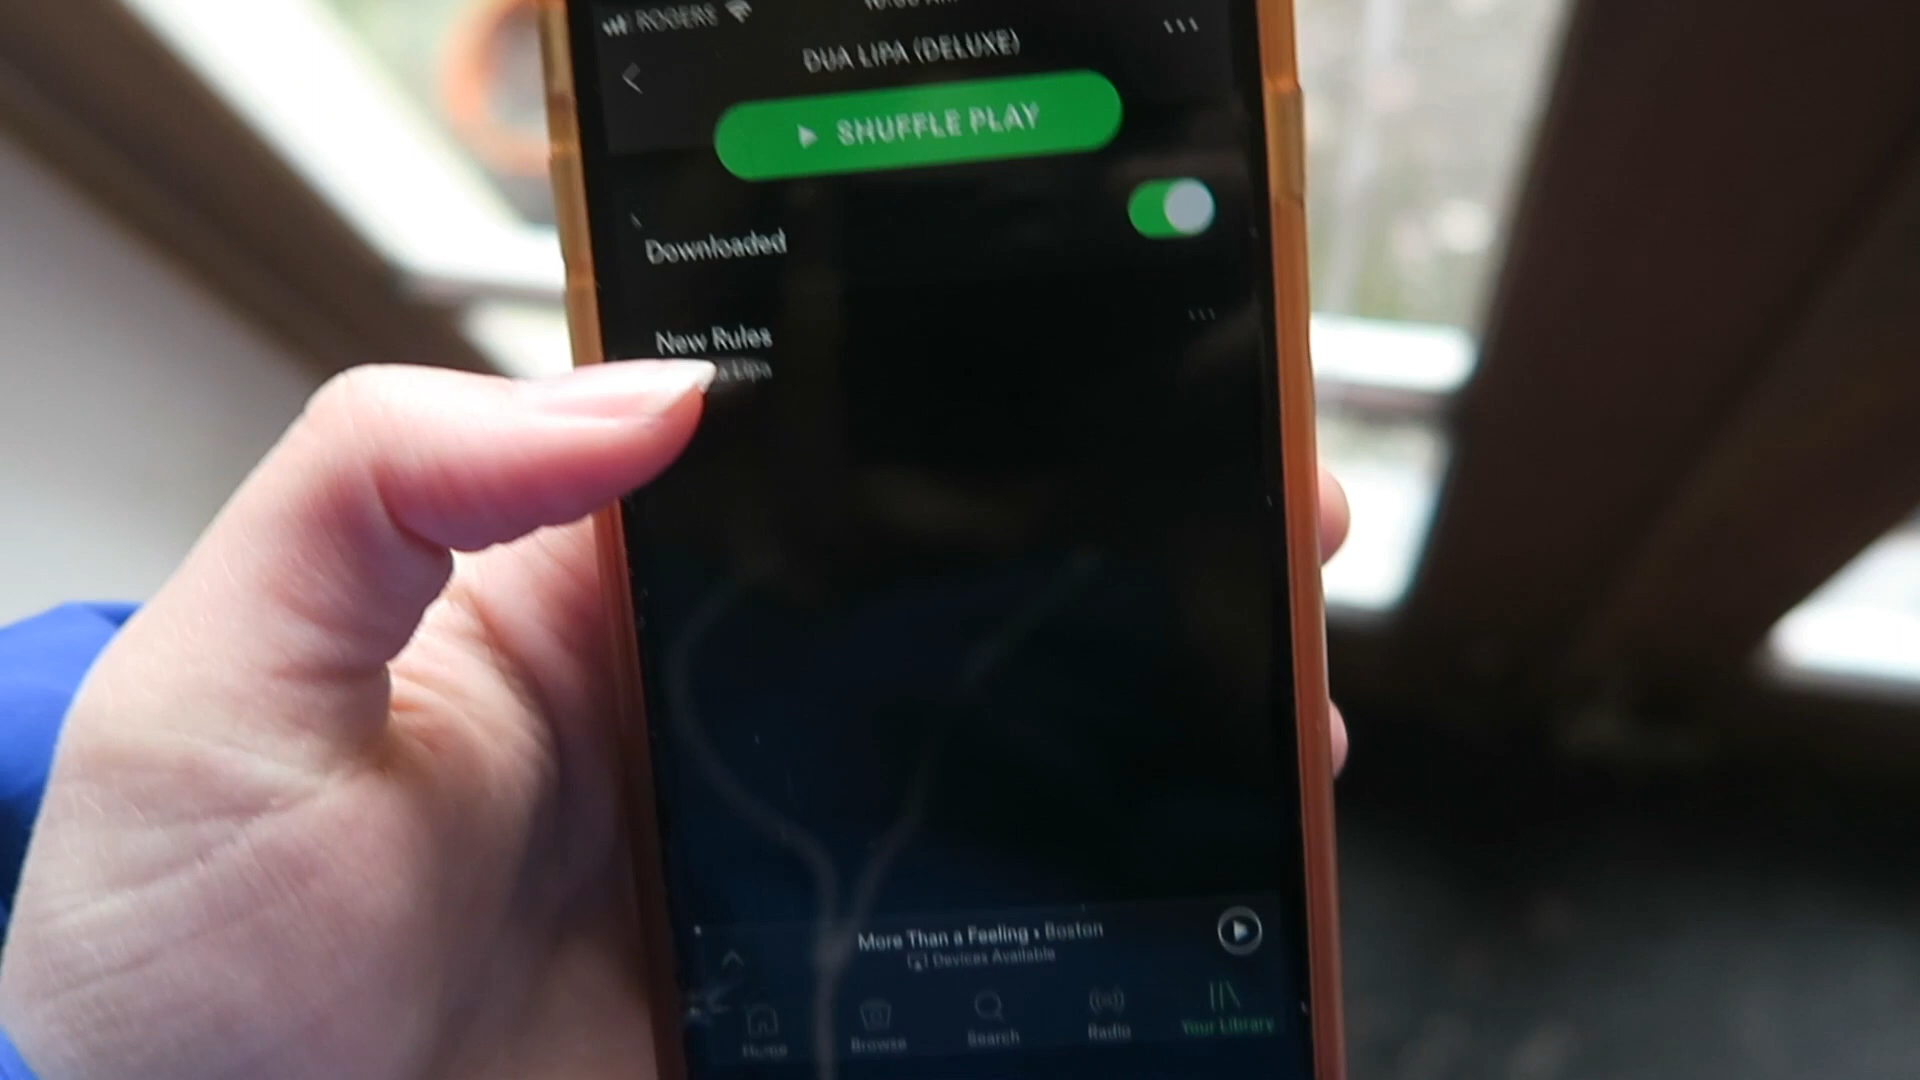 ROGERS
DUA LIPA (DELUXE)
SHUFFLE PLAY
Downloaded
New Rules
Lipa
More Than a Feeling • Boston
Devices Available
Home
Browse
Search
Radio
Your Library